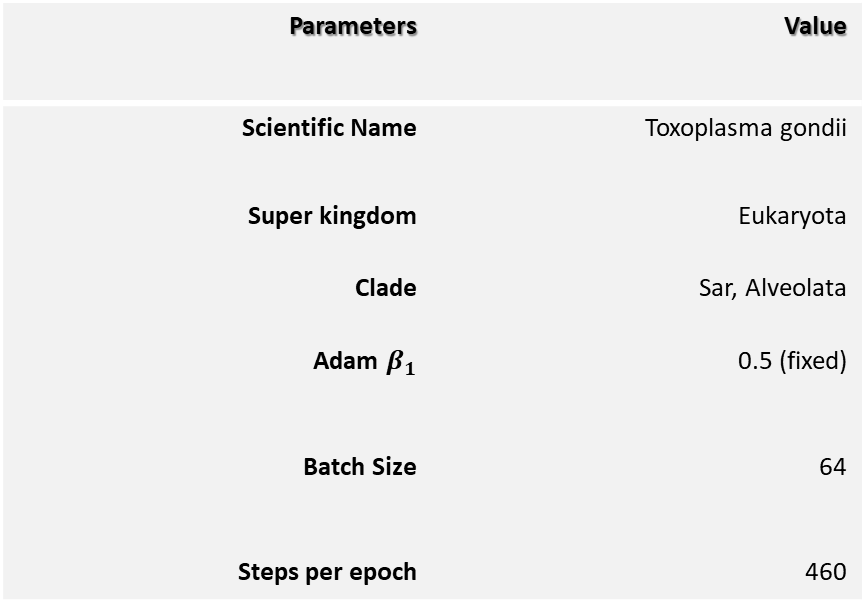 Parameters Value
Scientific Name Toxoplasma gondii
Super kingdom Eukaryota
Clade Sar, Alveolata
Adam β₁ 0.5 (fixed)
Batch Size 64
Steps per epoch 460